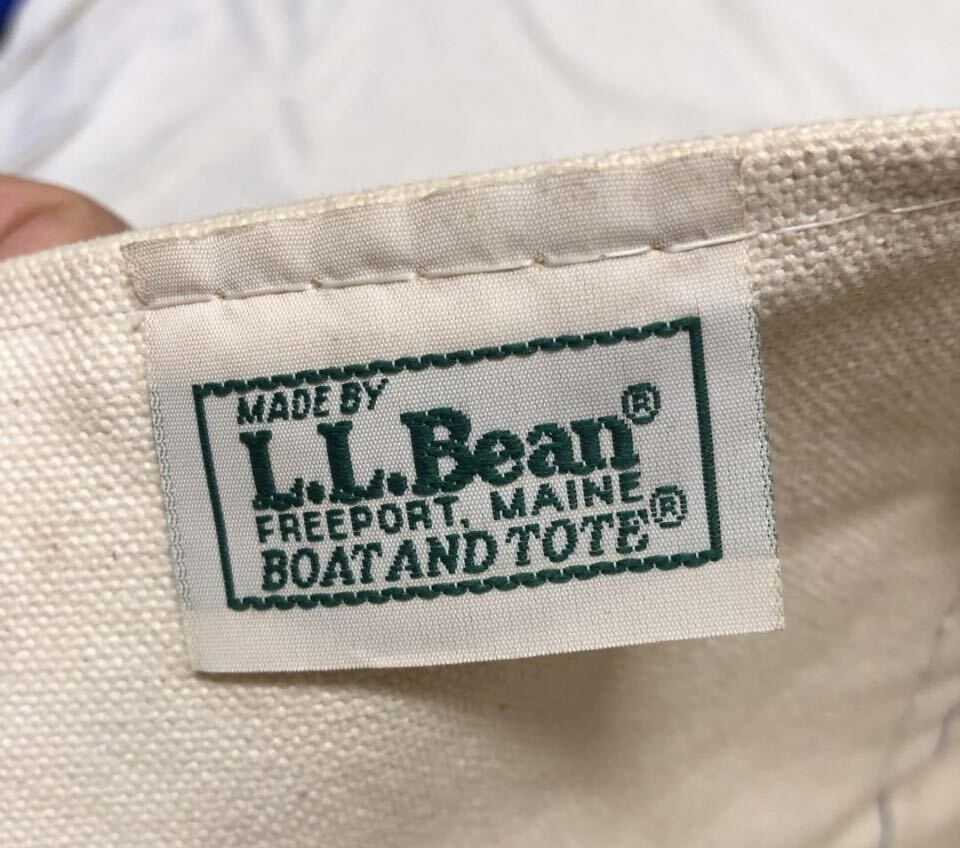 MADE BY
L.L.Bean®
FREEPORT, MAINE
BOAT AND TOTE®